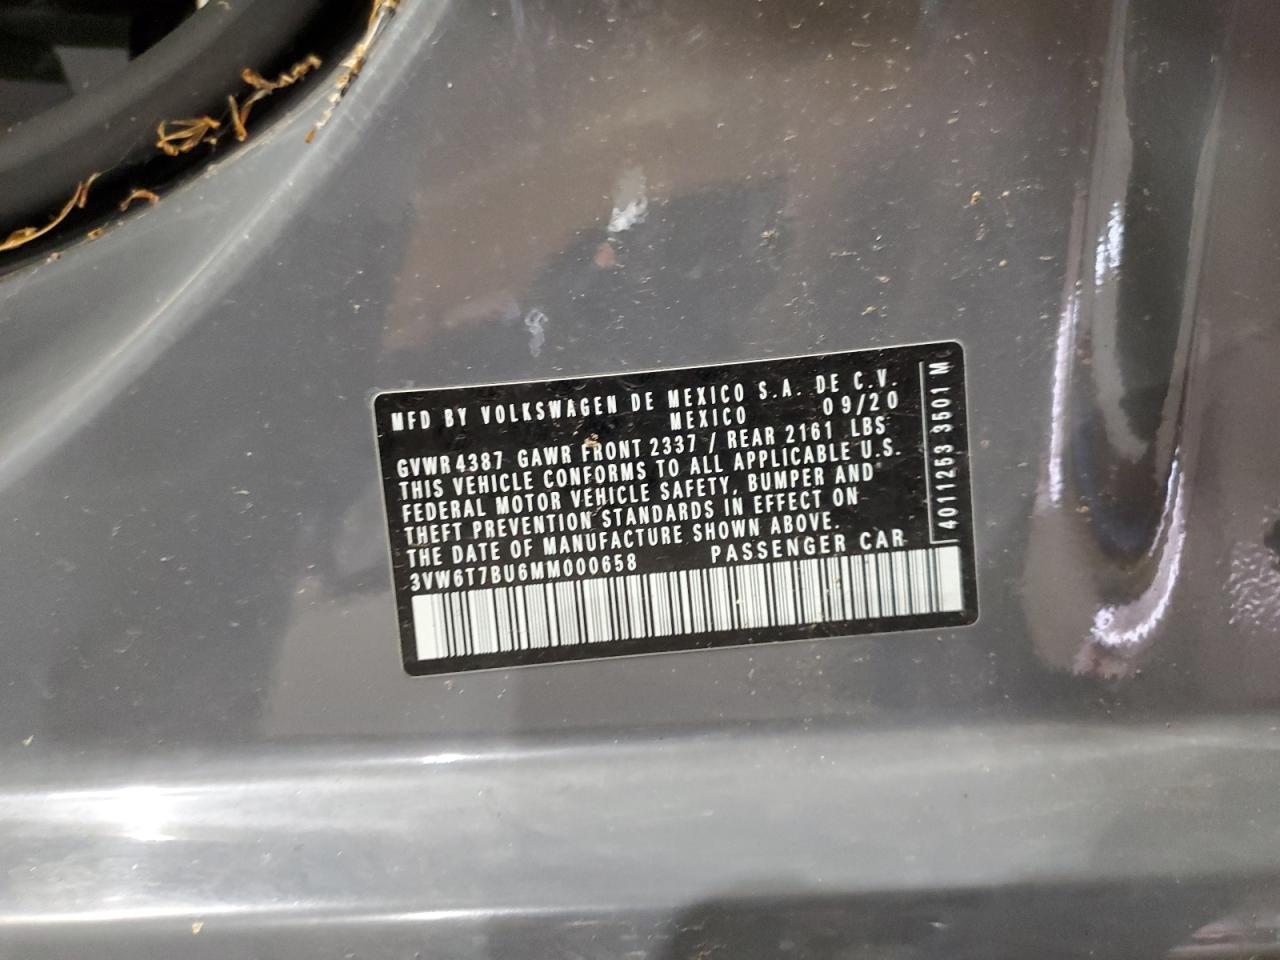 MFD BY VOLKSWAGEN DE MEXICO S.A. DE C.V.
MEXICO 09/20
GVWR 4387 GAWR FRONT 2337 / REAR 2161 LBS
THIS VEHICLE CONFORMS TO ALL APPLICABLE U.S.
FEDERAL MOTOR VEHICLE SAFETY, BUMPER AND
THEFT PREVENTION STANDARDS IN EFFECT ON
THE DATE OF MANUFACTURE SHOWN ABOVE.
3VW6T7BU6MM000658 PASSENGER CAR
4011263 3501 M